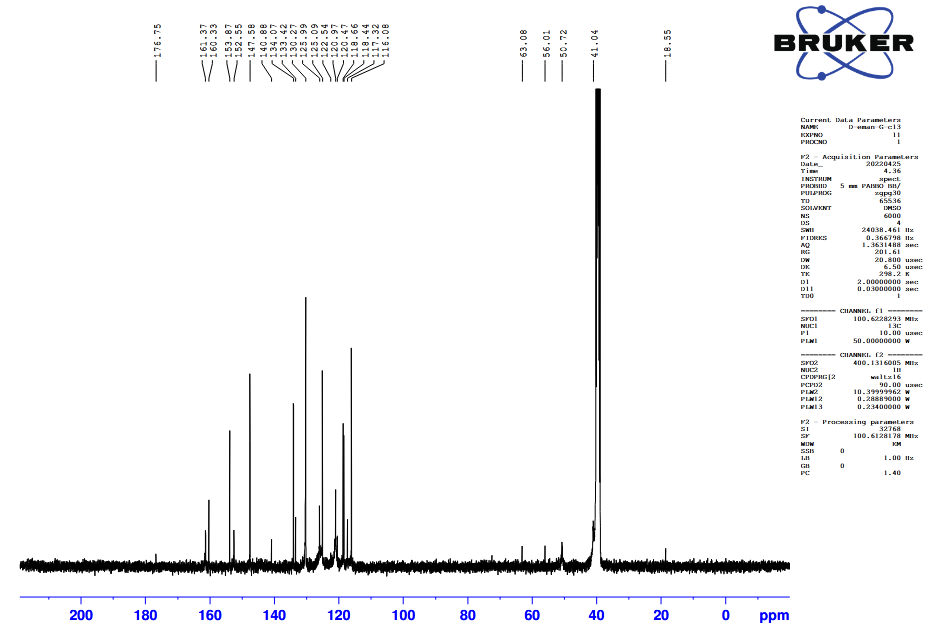 176.75
161.37
160.33
153.87
152.55
147.58
140.88
134.07
133.42
130.27
125.99
125.09
122.54
120.97
120.47
118.66
118.44
117.32
116.08
63.08
56.01
50.72
41.04
18.55
BRUKER
Current Data Parameters
NAME D-eman-G-c13
EXPNO 11
PROCNO 1
F2 - Acquisition Parameters
Date_ 20220425
Time 4.36
INSTRUM spect
PROBHD 5 mm PABBO BB/
PULPROG zgpg30
TD 65536
SOLVENT DMSO
NS 6000
DS 4
SWH 24038.461 Hz
FIDRES 0.366798 Hz
AQ 1.3631488 sec
RG 201.61
DW 20.800 usec
DE 6.50 usec
TE 298.2 K
D1 2.00000000 sec
D11 0.03000000 sec
TD0 1
======== CHANNEL f1 ========
SFO1 100.6228293 MHz
NUC1 13C
P1 10.00 usec
PLW1 50.00000000 W
======== CHANNEL f2 ========
SFO2 400.1316005 MHz
NUC2 1H
CPDPRG[2 waltz16
PCPD2 90.00 usec
PLW2 10.39999962 W
PLW12 0.28889000 W
PLW13 0.23400000 W
F2 - Processing parameters
SI 32768
SF 100.6128178 MHz
WDW EM
SSB 0
LB 1.00 Hz
GB 0
PC 1.40
200 180 160 140 120 100 80 60 40 20 0 ppm